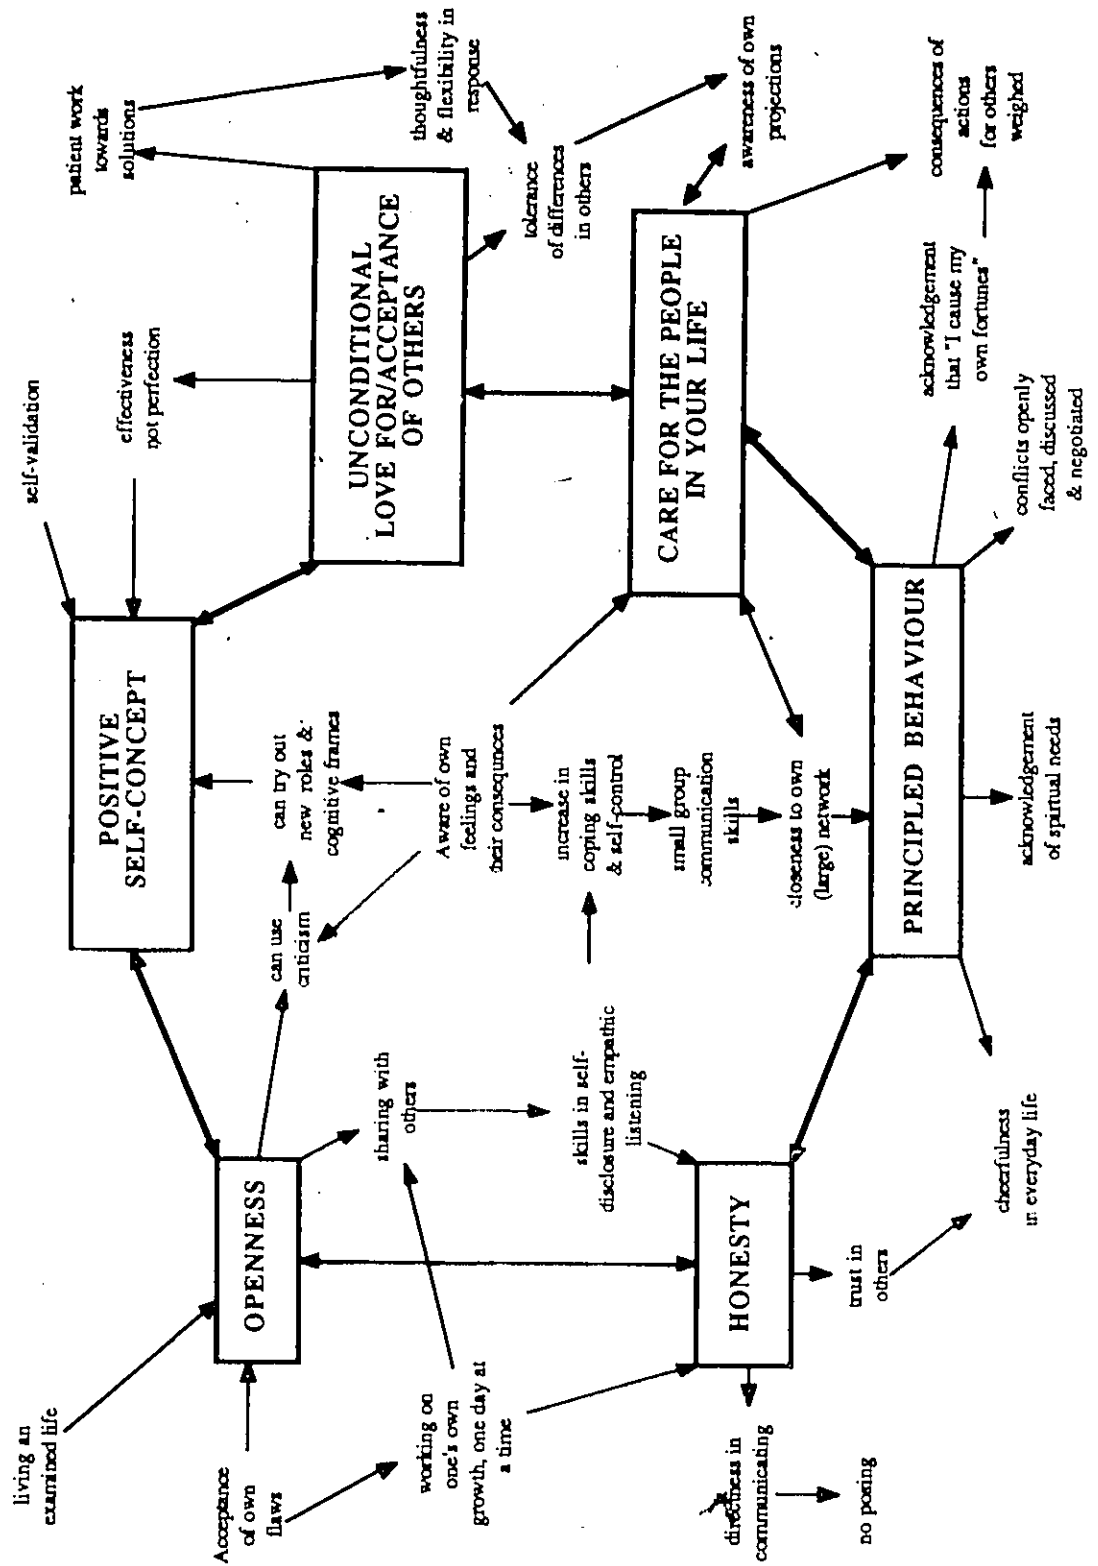 living an
examined life
self-validation
patient work
towards
solutions
effectiveness
not perfection
POSITIVE
SELF-CONCEPT
Acceptance
of own
flaws
OPENNESS
can use
criticism
can try out
new roles &
cognitive frames
UNCONDITIONAL
LOVE FOR/ACCEPTANCE
OF OTHERS
thoughtfulness
& flexibility in
response
working on
one's own
growth, one day at
a time
sharing with
others
Aware of own
feelings and
their consequnces
tolerance
of differences
in others
skills in self-
disclosure and empathic
listening
increase in
coping skills
& self-control
small group
communication
skills
CARE FOR THE PEOPLE
IN YOUR LIFE
awareness of own
projections
directness in
communicating
no posing
HONESTY
closeness to own
(large) network
trust in
others
PRINCIPLED BEHAVIOUR
acknowledgement
that "I cause my
own fortunes"
consequences of
actions
for others
weighed
cheerfulness
in everyday life
acknowledgement
of spirtual needs
conflicts openly
faced, discussed
& negotiated